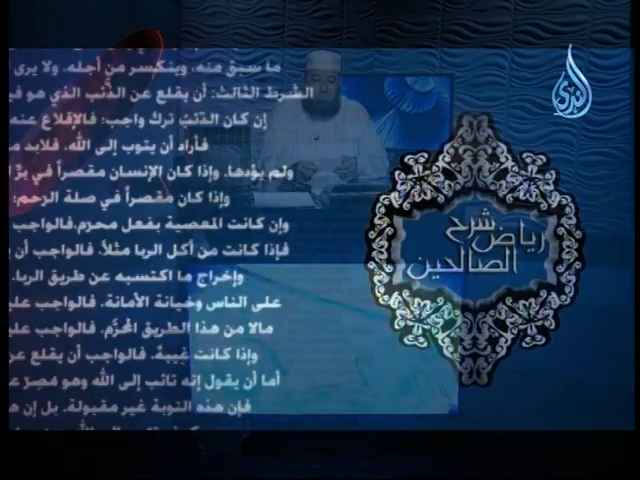 ما سبق منه، وينكسر من أجله، ولا يرى
الشرط الثالث: أن يقلع عن الذنب الذي هو في
إن كان الذنب ترك واجب؛ فالإقلاع عنه
فأراد أن يتوب إلى الله، فلابد
ولم يؤدها، وإذا كان الإنسان مقصراً في برّ
وإذا كان مقصراً في صلة الرحم؛
وإن كانت المعصية بفعل محرم، فالواجب
فإذا كانت من أكل الربا مثلاً، فالواجب أن
وإخراج ما اكتسبه عن طريق الربا.
على الناس وخيانة الأمانة، فالواجب
مالا من هذا الطريق المحرَّم، فالواجب
وإذا كانت غيبة، فالواجب أن يقلع
أما أن يقول إنه تائب إلى الله وهو مصِرّ
فإن هذه التوبة غير مقبولة، بل إن
الندى
شرح
رياض
الصالحين